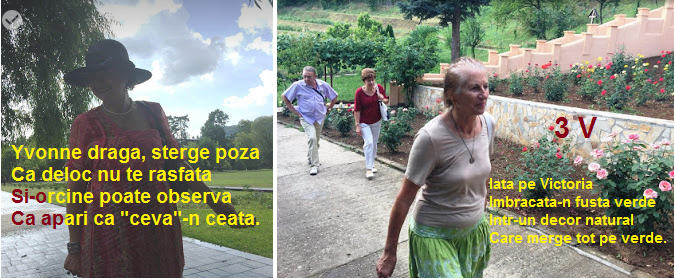 Yvonne draga, sterge poza
Ca deloc nu te rasfata
Si-orcine poate observa
Ca apari ca "ceva"-n ceata.
3 V
Iata pe Victoria
Imbracata-n fusta verde
Intr-un decor natural
Care merge tot pe verde.